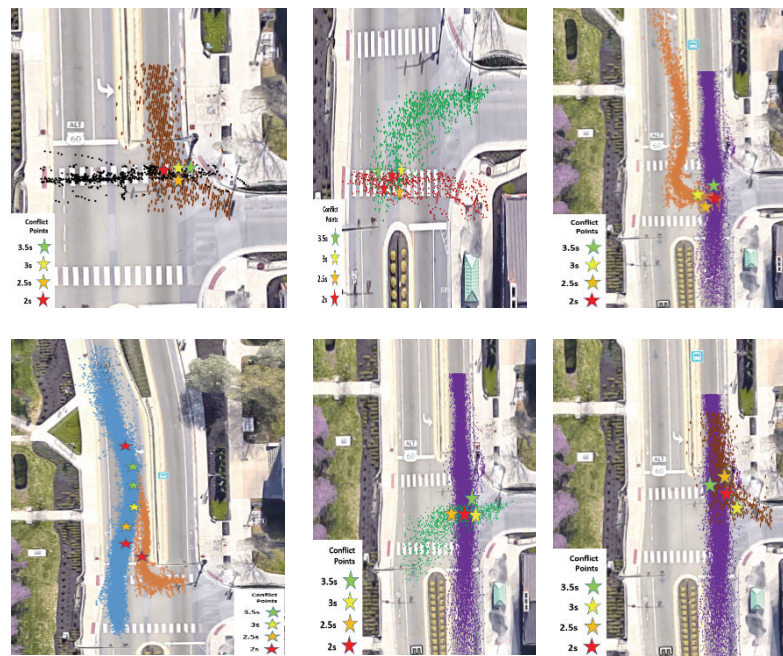 ALT
60
Conflict
Points
3.5s
3s
2.5s
2s
Conflict
Points
3.5s
3s
2.5s
2s
ALT
60
Conflict
Points
3.5s
3s
2.5s
2s
Conflict
Points
3.5s
3s
2.5s
2s
ALT
60
Conflict
Points
3.5s
3s
2.5s
2s
ALT
60
Conflict
Points
3.5s
3s
2.5s
2s